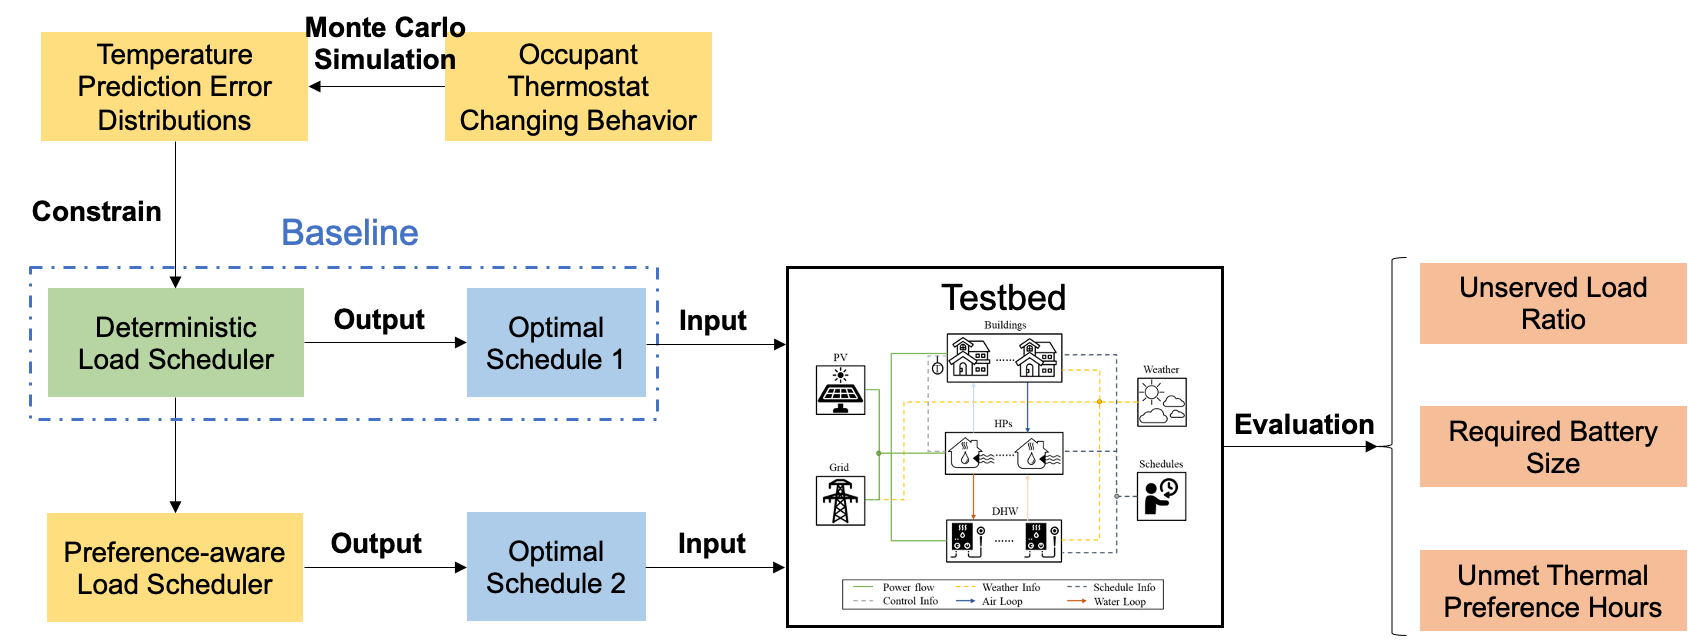 Monte Carlo
Simulation
Temperature
Prediction Error
Distributions
Occupant
Thermostat
Changing Behavior
Constrain
Baseline
Deterministic
Load Scheduler
Output
Optimal
Schedule 1
Input
Preference-aware
Load Scheduler
Output
Optimal
Schedule 2
Input
Testbed
Buildings
PV
Weather
HPs
Grid
Schedules
DHW
Power flow
Weather Info
Schedule Info
Control Info
Air Loop
Water Loop
Evaluation
Unserved Load
Ratio
Required Battery
Size
Unmet Thermal
Preference Hours